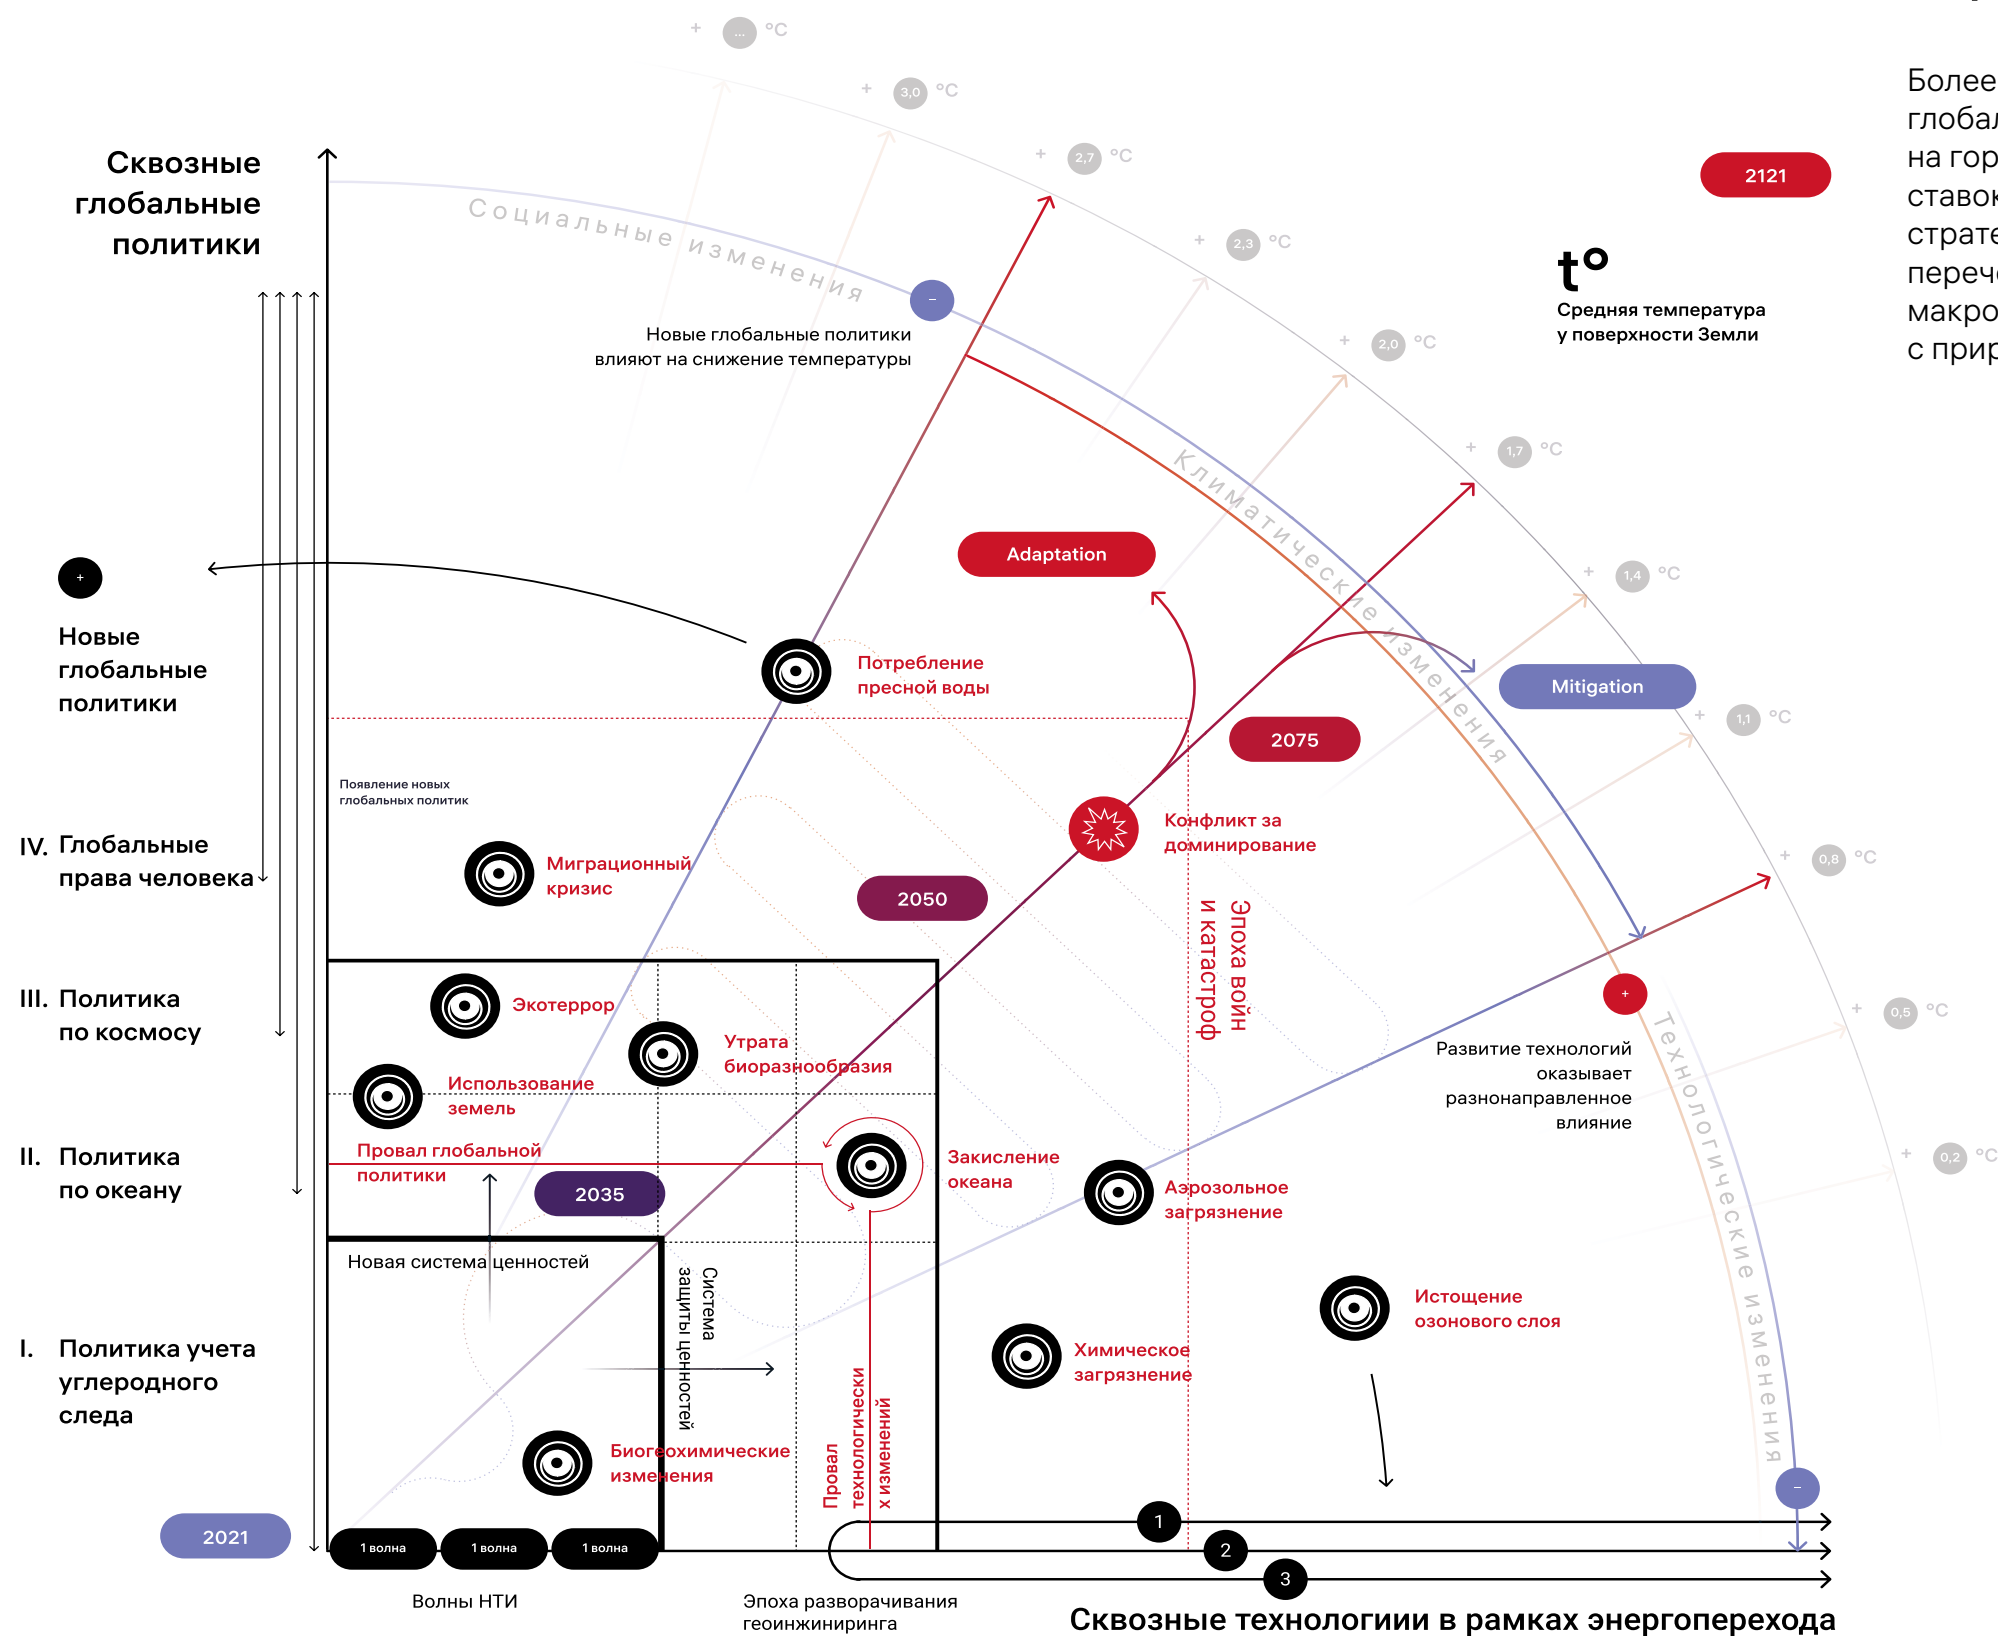 + ... °C
+ 3,0 °C
+ 2,7 °C
+ 2,3 °C
+ 2,0 °C
+ 1,7 °C
+ 1,4 °C
+ 1,1 °C
+ 0,8 °C
+ 0,5 °C
+ 0,2 °C
Сквозные
глобальные
политики
Социальные изменения
Климатические изменения
Технологические изменения
2121
t°
Средняя температура
у поверхности Земли
Более
на гор
с при
−
Новые глобальные политики
влияют на снижение температуры
Adaptation
Mitigation
+
Новые
глобальные
политики
Потребление
пресной воды
2075
Появление новых
глобальных политик
Конфликт за
доминирование
IV. Глобальные
права человека
Миграционный
кризис
2050
Эпоха войн
и катастроф
III. Политика
по космосу
Экотеррор
Утрата
биоразнообразия
Использование
земель
+
Развитие технологий
оказывает
разнонаправленное
влияние
II. Политика
по океану
Провал глобальной
политики
2035
Закисление
океана
Аэрозольное
загрязнение
Новая система ценностей
Система
защиты ценностей
I. Политика учета
углеродного
следа
Химическое
загрязнение
Истощение
озонового слоя
Биогеохимические
изменения
Провал
технологически
х изменений
−
2021
1 волна
1 волна
1 волна
1
2
3
Волны НТИ
Эпоха разворачивания
геоинжиниринга
Сквозные технологиии в рамках энергоперехода